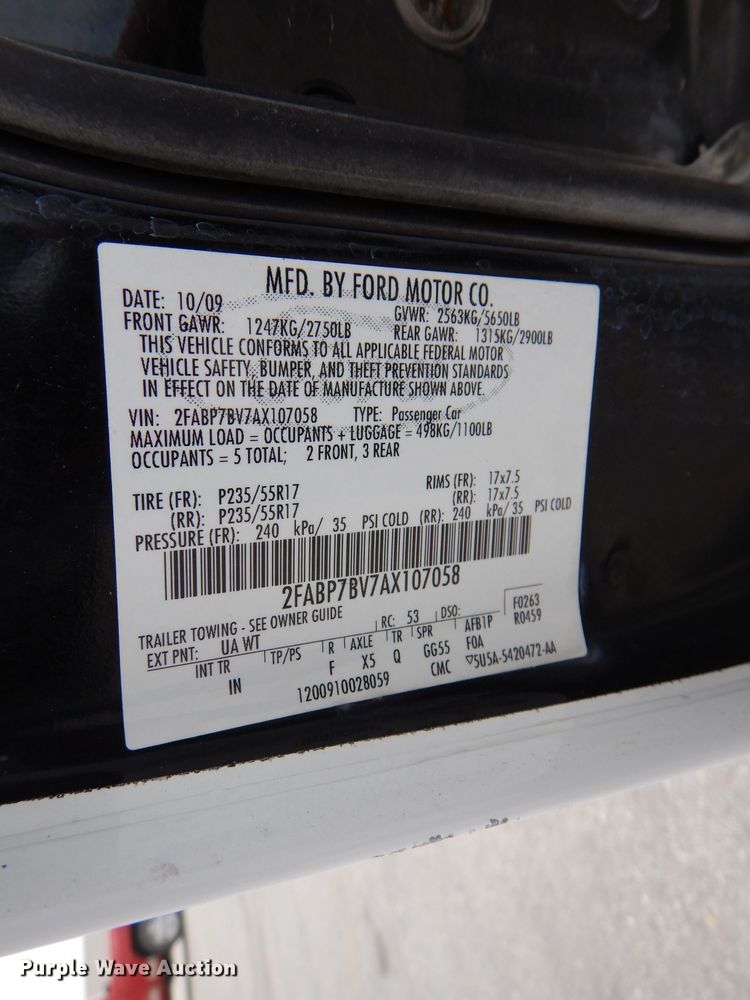 MFD. BY FORD MOTOR CO.
DATE: 10/09 GVWR: 2563KG/5650LB
FRONT GAWR: 1247KG/2750LB REAR GAWR: 1315KG/2900LB
THIS VEHICLE CONFORMS TO ALL APPLICABLE FEDERAL MOTOR
VEHICLE SAFETY, BUMPER, AND THEFT PREVENTION STANDARDS
IN EFFECT ON THE DATE OF MANUFACTURE SHOWN ABOVE.
VIN: 2FABP7BV7AX107058 TYPE: Passenger Car
MAXIMUM LOAD = OCCUPANTS + LUGGAGE = 498KG/1100LB
OCCUPANTS = 5 TOTAL; 2 FRONT, 3 REAR
TIRE (FR): P235/55R17 RIMS (FR): 17x7.5
(RR): P235/55R17 (RR): 17x7.5
PRESSURE (FR): 240 kPa/ 35 PSI COLD (RR): 240 kPa/ 35 PSI COLD
2FABP7BV7AX107058
TRAILER TOWING - SEE OWNER GUIDE
EXT PNT: UA WT RC: 53 DSO: AFB1P F0263
INT TR TP/PS R AXLE TR SPR FOA R0459
IN F X5 Q GG55
1200910028059 CMC ▽5U5A-5420472-AA
Purple Wave Auction